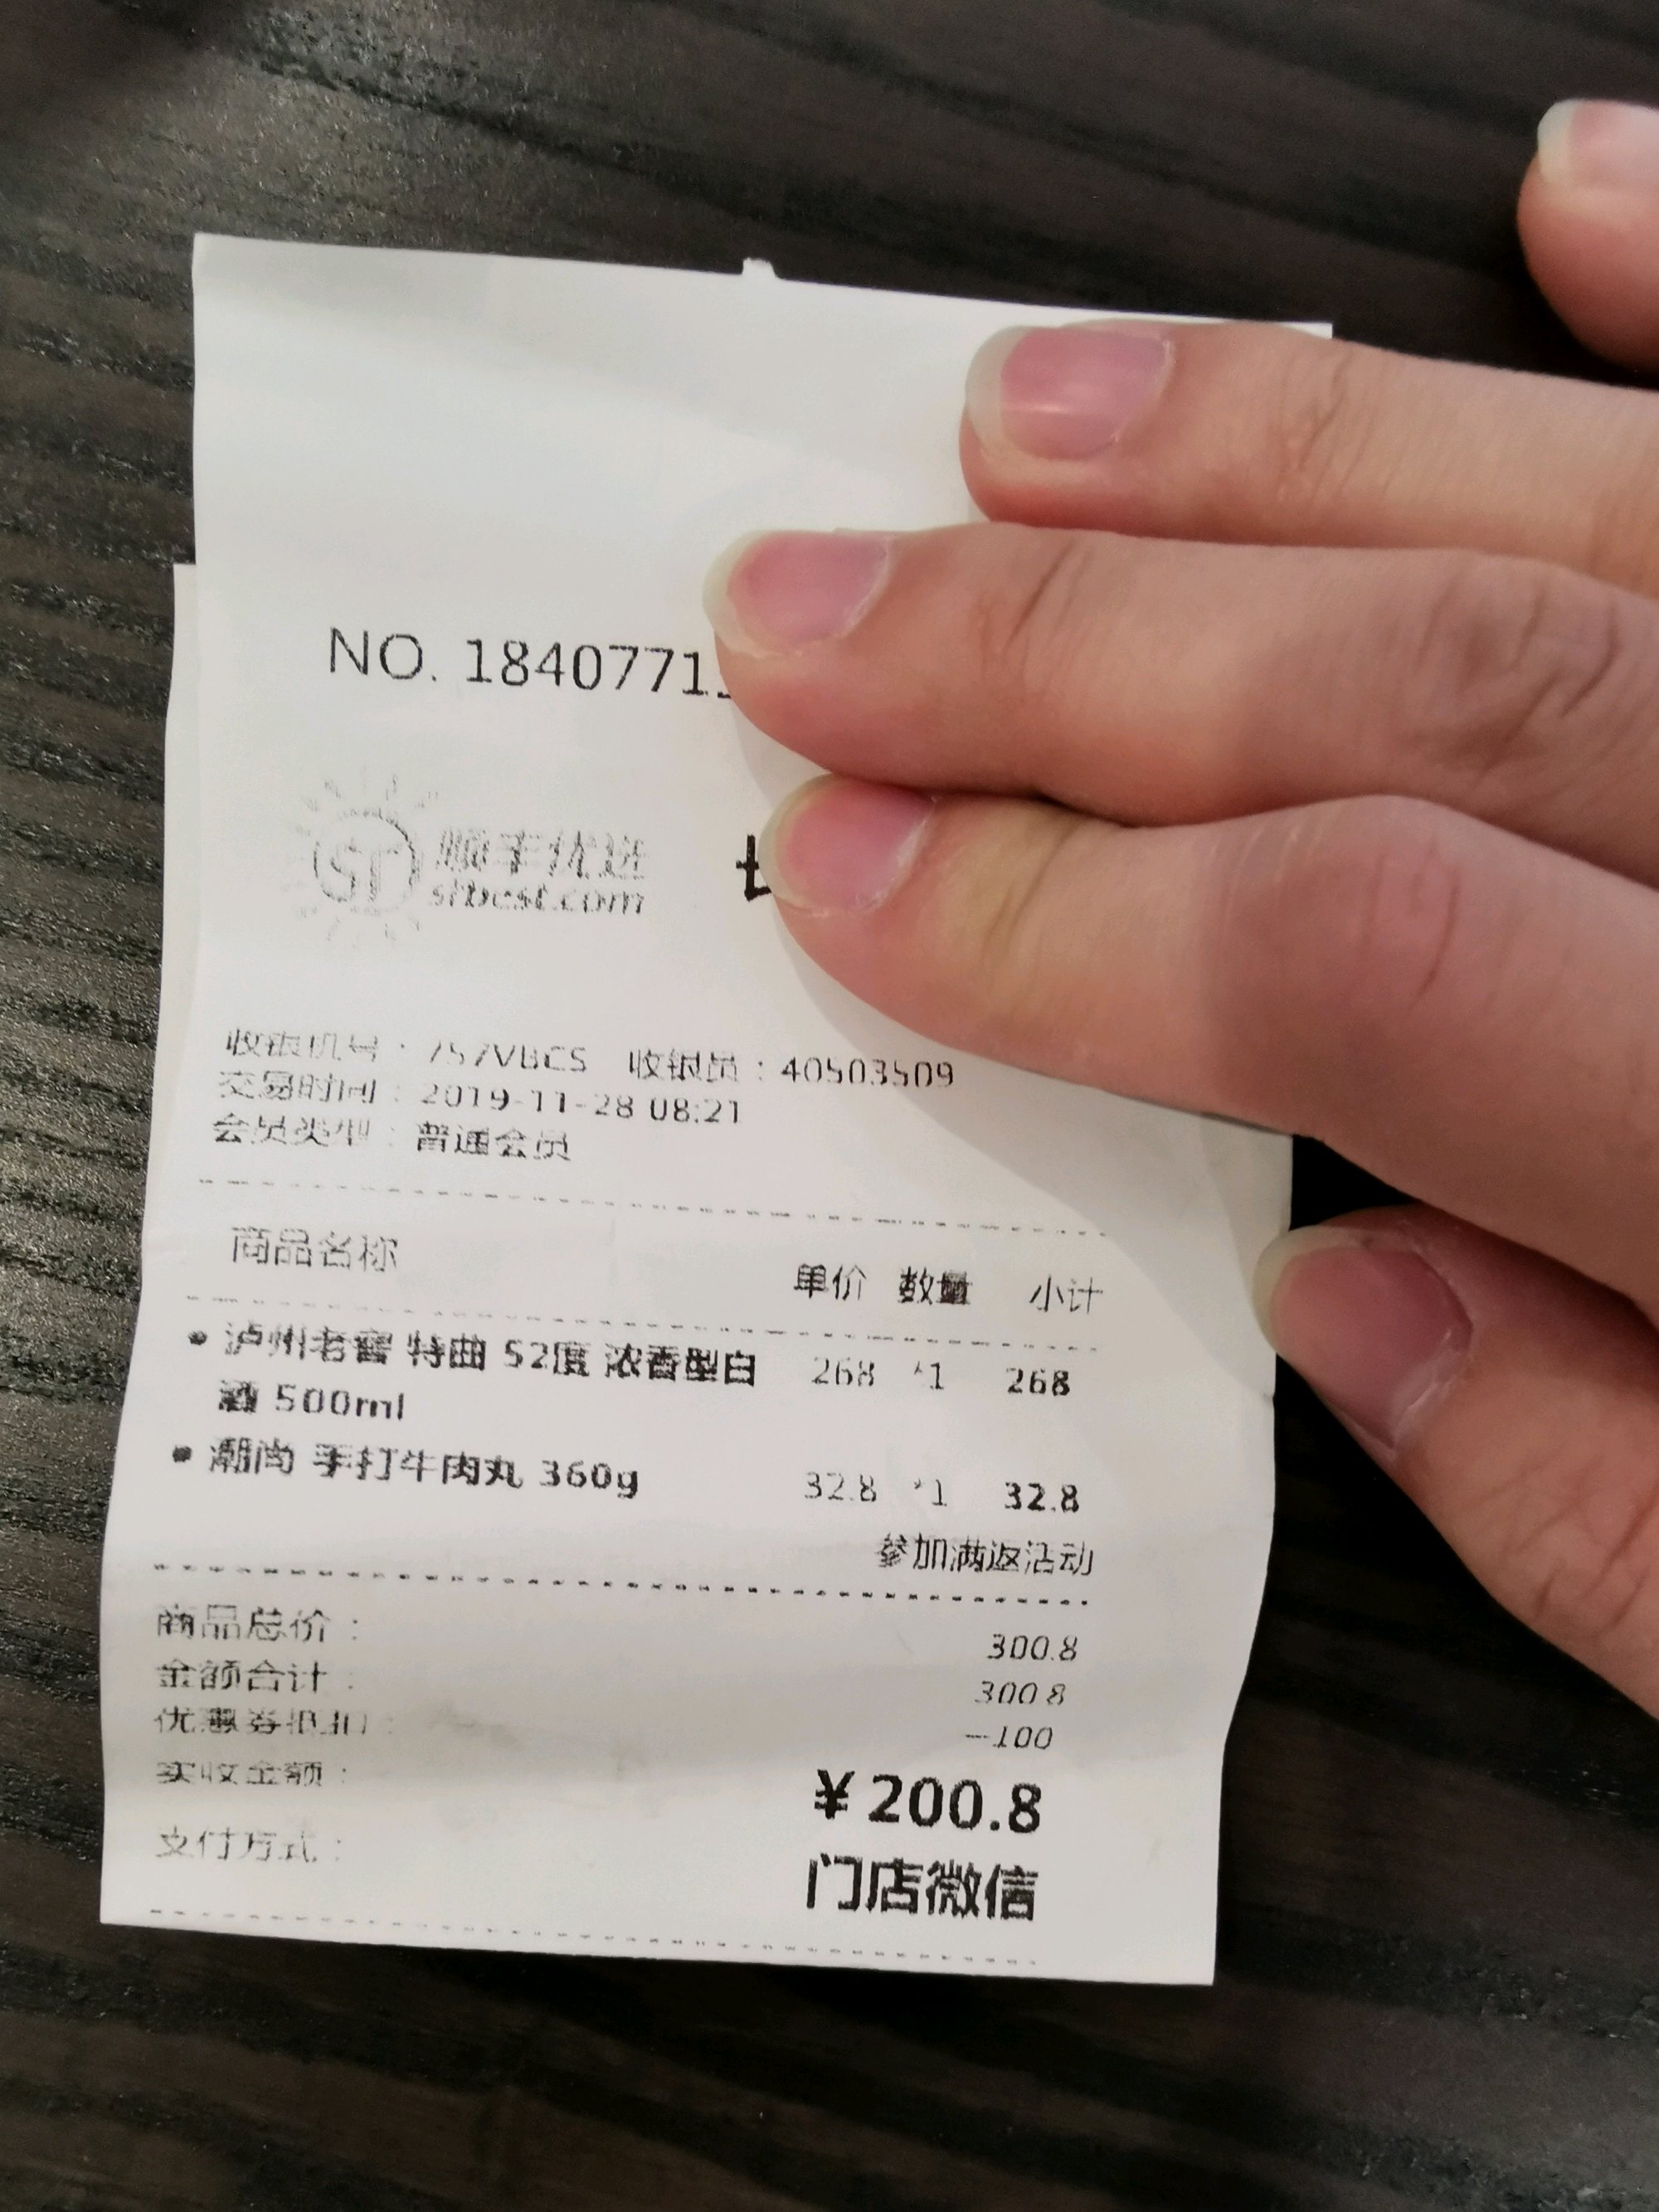 NO. 1840771
顺丰优选
sfbest.com
收银机号：757VBCS 收银员：40503509
交易时间：2019-11-28 08:21
会员类型：普通会员
商品名称 单价 数量 小计
• 泸州老窖 特曲 52度 浓香型白 268 *1 268
酒 500ml
• 潮尚 手打牛肉丸 360g 32.8 *1 32.8
参加满返活动
商品总价： 300.8
金额合计： 300.8
优惠券抵扣： -100
实收金额： ¥200.8
支付方式： 门店微信